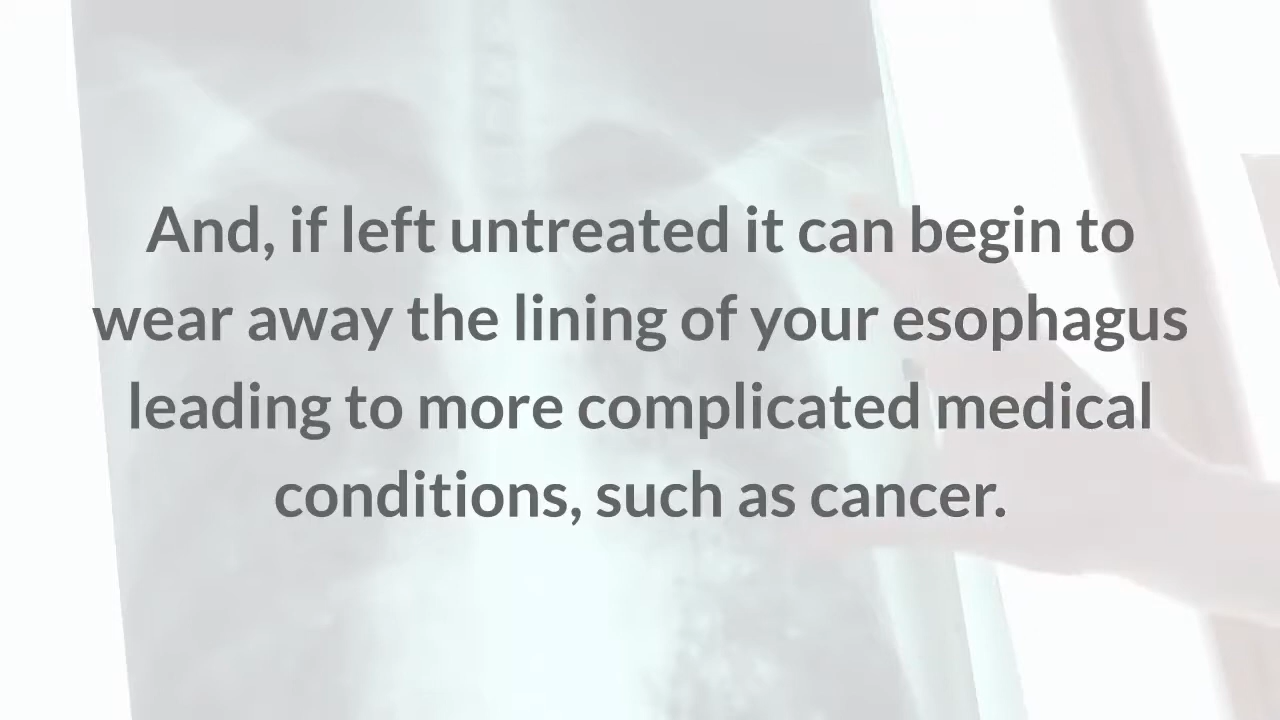 And, if left untreated it can begin to
wear away the lining of your esophagus
leading to more complicated medical
conditions, such as cancer.